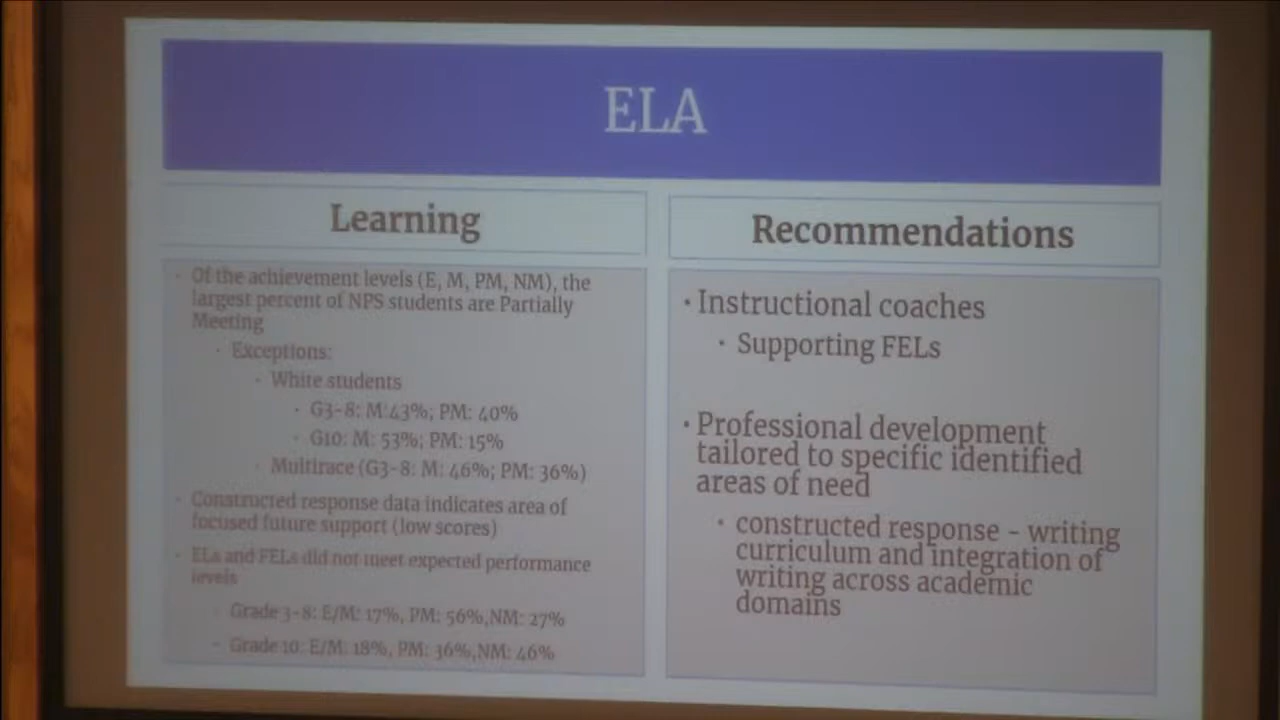 ELA
Learning
· Of the achievement levels (E, M, PM, NM), the
largest percent of NPS students are Partially
Meeting
· Exceptions:
· White students
· G3-8: M:43%; PM: 40%
· G10: M: 53%; PM: 15%
· Multirace (G3-8: M: 46%; PM: 36%)
· Constructed response data indicates area of
focused future support (low scores)
· ELs and FELs did not meet expected performance
levels
- Grade 3-8: E/M: 17%, PM: 56%,NM: 27%
- Grade 10: E/M: 18%, PM: 36%,NM: 46%
Recommendations
· Instructional coaches
· Supporting FELs
· Professional development
tailored to specific identified
areas of need
· constructed response - writing
curriculum and integration of
writing across academic
domains